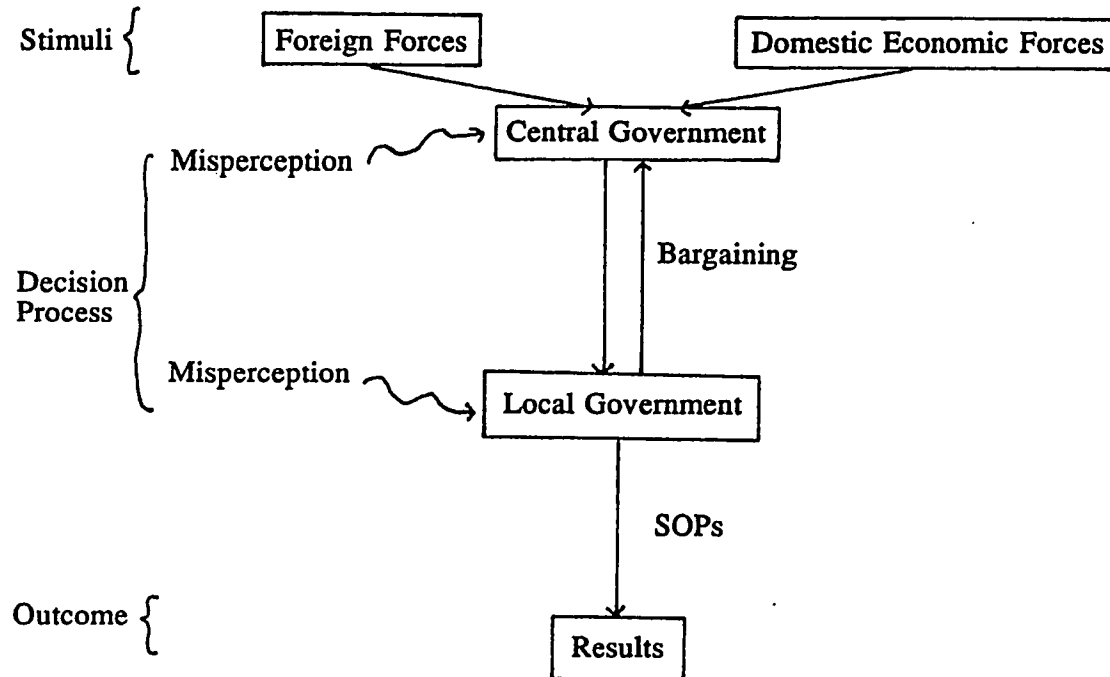 Stimuli
Foreign Forces
Domestic Economic Forces
Central Government
Misperception
Bargaining
Decision
Process
Misperception
Local Government
SOPs
Outcome
Results